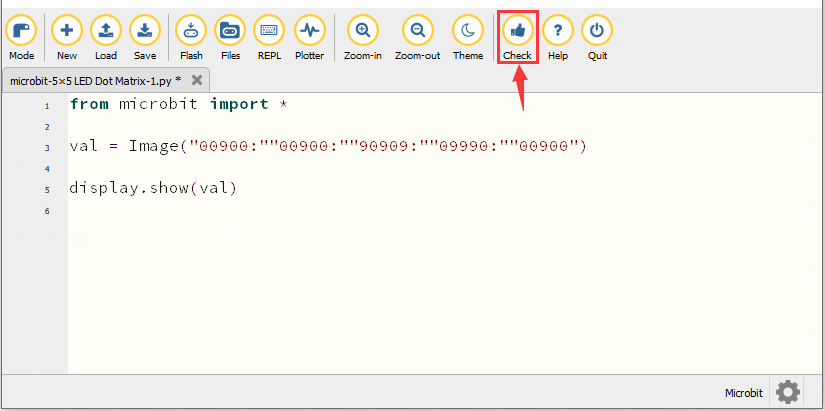 Mode New Load Save Flash Files REPL Plotter Zoom-in Zoom-out Theme Check Help Quit
microbit-5×5 LED Dot Matrix-1.py *
1 from microbit import *
2
3 val = Image("00900:""00900:""90909:""09990:""00900")
4
5 display.show(val)
6
Microbit